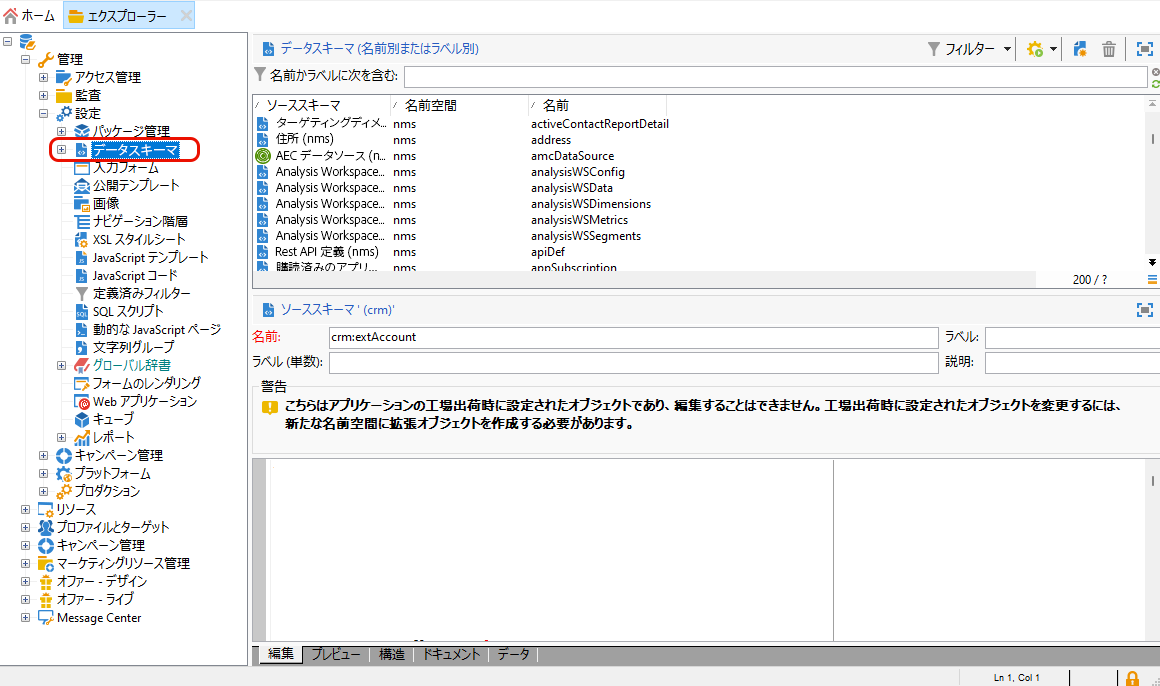 ホーム
エクスプローラー
管理
アクセス管理
監査
設定
パッケージ管理
データスキーマ
入力フォーム
公開テンプレート
画像
ナビゲーション階層
XSL スタイルシート
JavaScript テンプレート
JavaScript コード
定義済みフィルター
SQL スクリプト
動的な JavaScript ページ
文字列グループ
グローバル辞書
フォームのレンダリング
Web アプリケーション
キューブ
レポート
キャンペーン管理
プラットフォーム
プロダクション
リソース
プロファイルとターゲット
キャンペーン管理
マーケティングリソース管理
オファー - デザイン
オファー - ライブ
Message Center
データスキーマ (名前別またはラベル別)
フィルター
名前かラベルに次を含む:
ソーススキーマ 名前空間 名前
ターゲティングディメ... nms activeContactReportDetail
住所 (nms) nms address
AEC データソース (n... nms amcDataSource
Analysis Workspace... nms analysisWSConfig
Analysis Workspace... nms analysisWSData
Analysis Workspace... nms analysisWSDimensions
Analysis Workspace... nms analysisWSMetrics
Analysis Workspace... nms analysisWSSegments
Rest API 定義 (nms) nms apiDef
購読済みのアプリ... nms appSubscription
200 / ?
ソーススキーマ ' (crm)'
名前: crm:extAccount ラベル:
ラベル (単数): 説明:
警告
こちらはアプリケーションの工場出荷時に設定されたオブジェクトであり、編集することはできません。工場出荷時に設定されたオブジェクトを変更するには、
新たな名前空間に拡張オブジェクトを作成する必要があります。
編集 プレビュー 構造 ドキュメント データ
Ln 1, Col 1